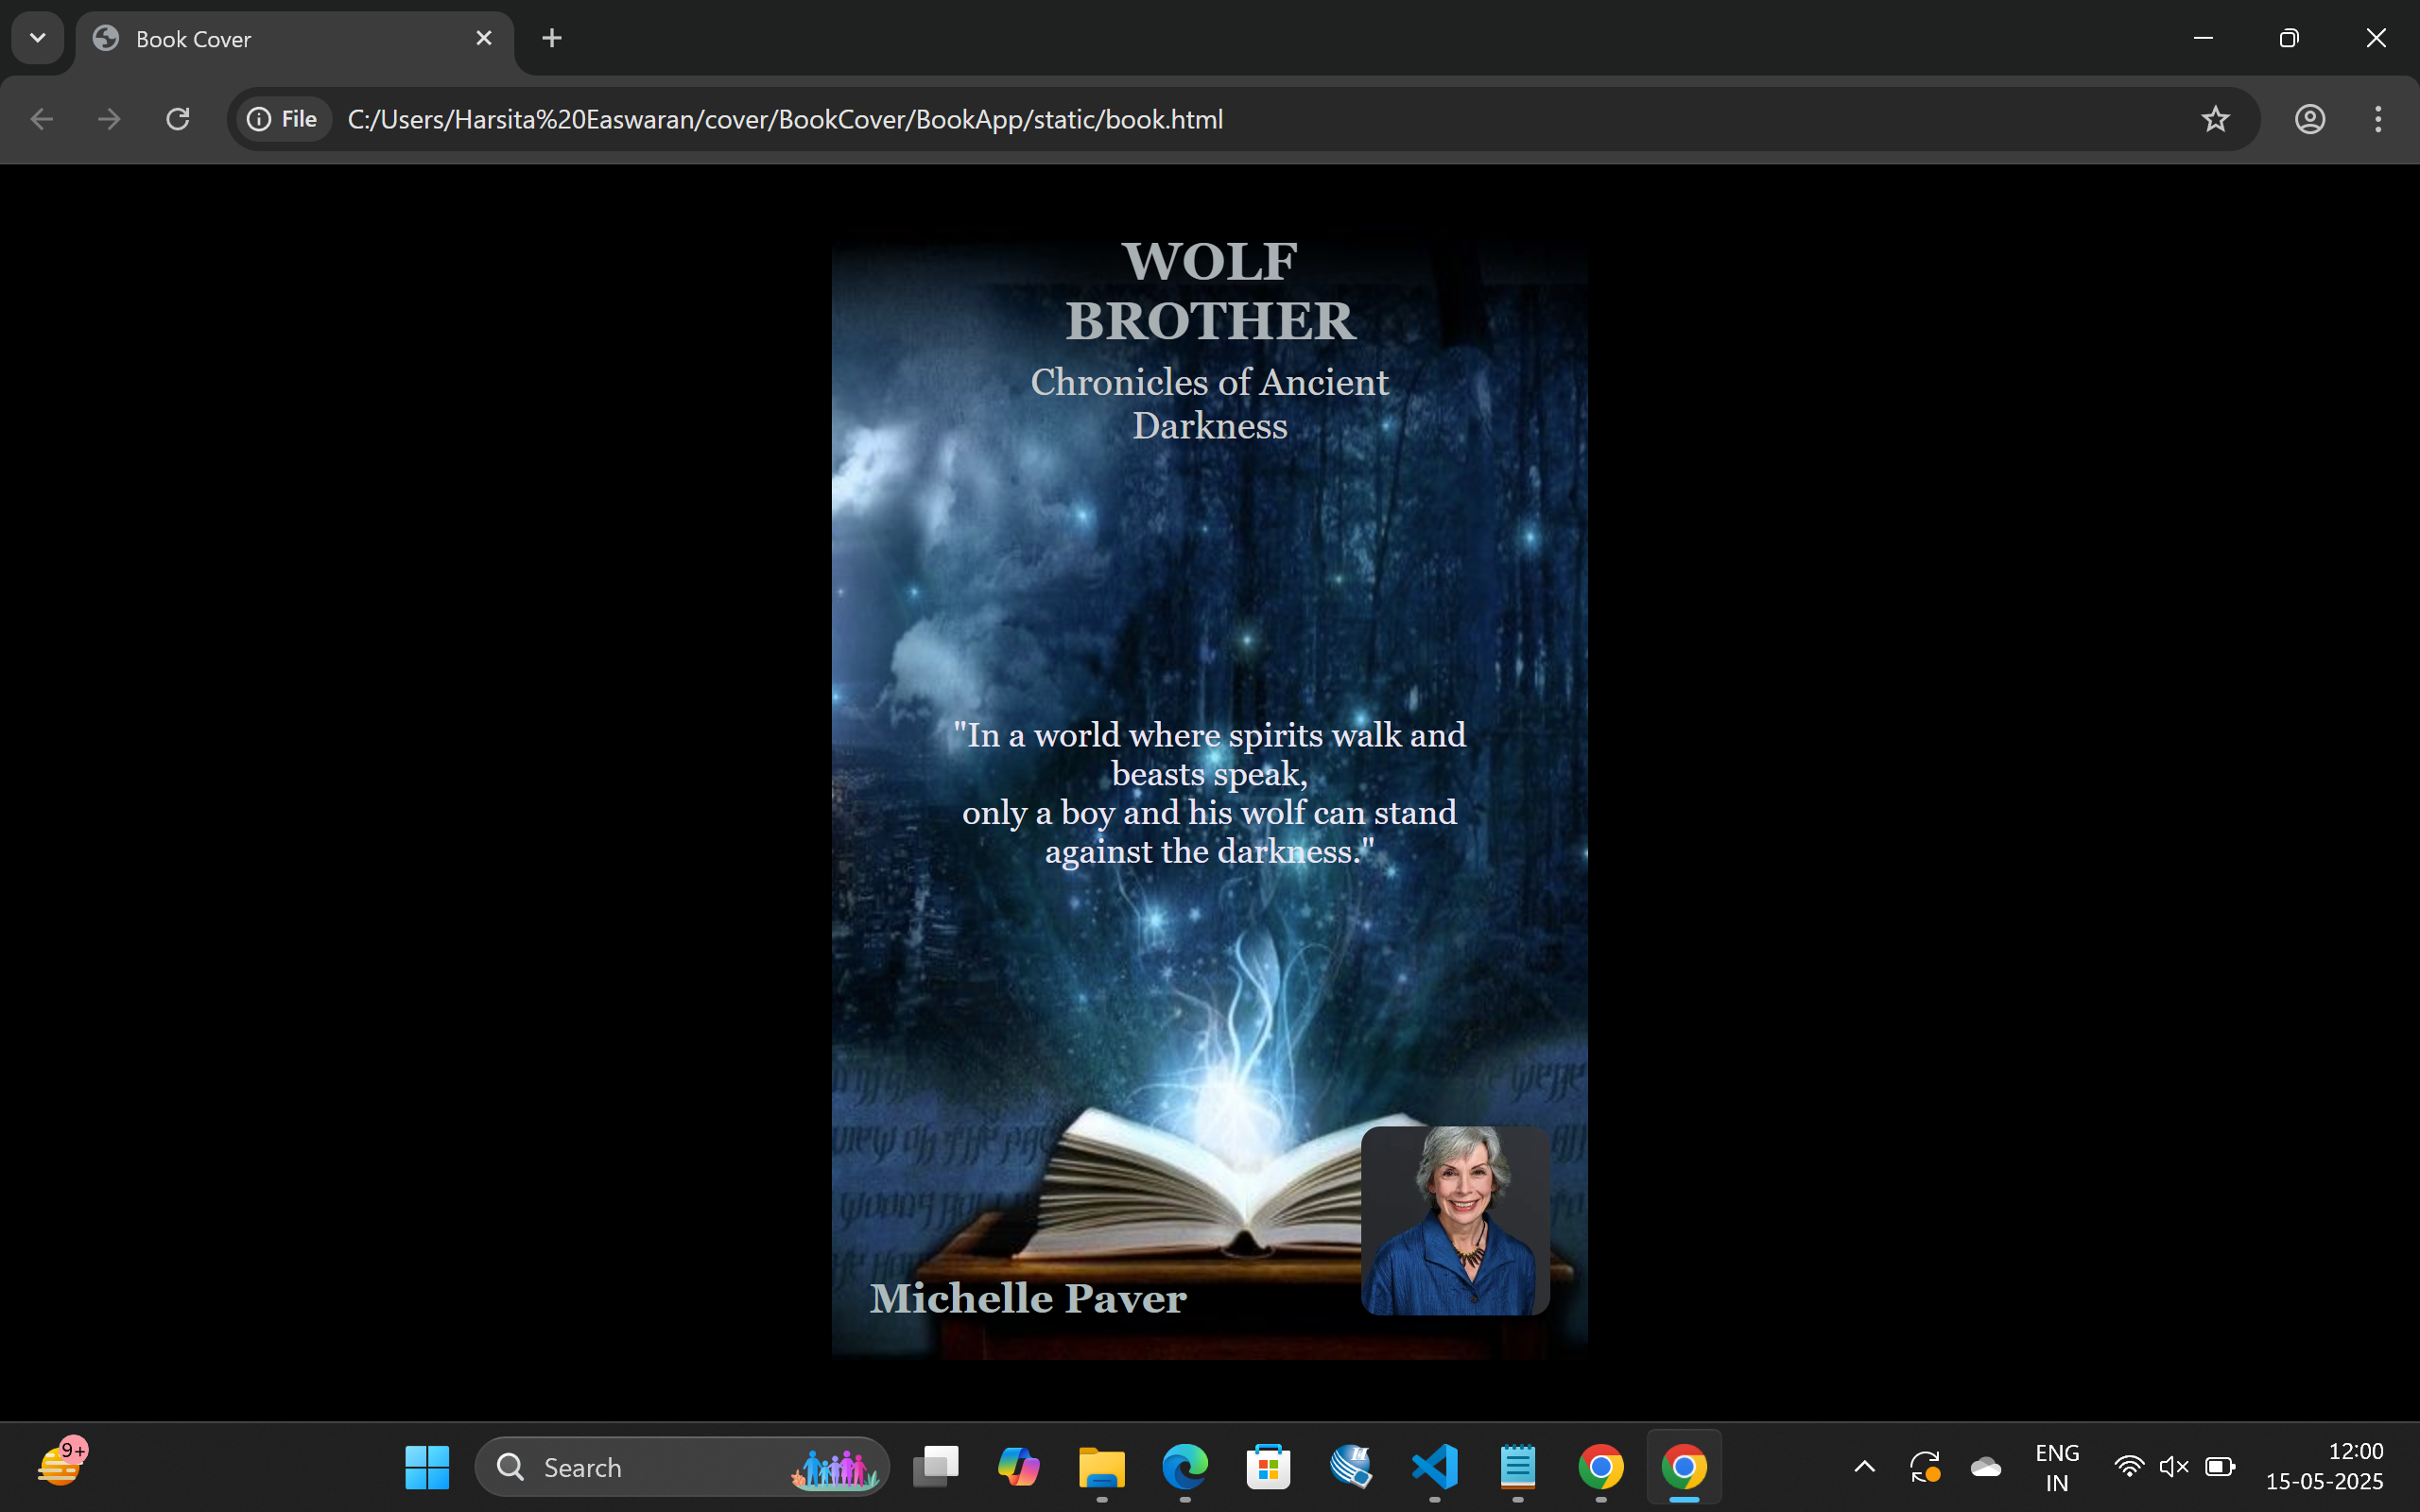 Book Cover
File
C:/Users/Harsita%20Easwaran/cover/BookCover/BookApp/static/book.html
WOLF
BROTHER
Chronicles of Ancient
Darkness
"In a world where spirits walk and
beasts speak,
only a boy and his wolf can stand
against the darkness."
Michelle Paver
9+
Search
ENG
IN
12:00
15-05-2025